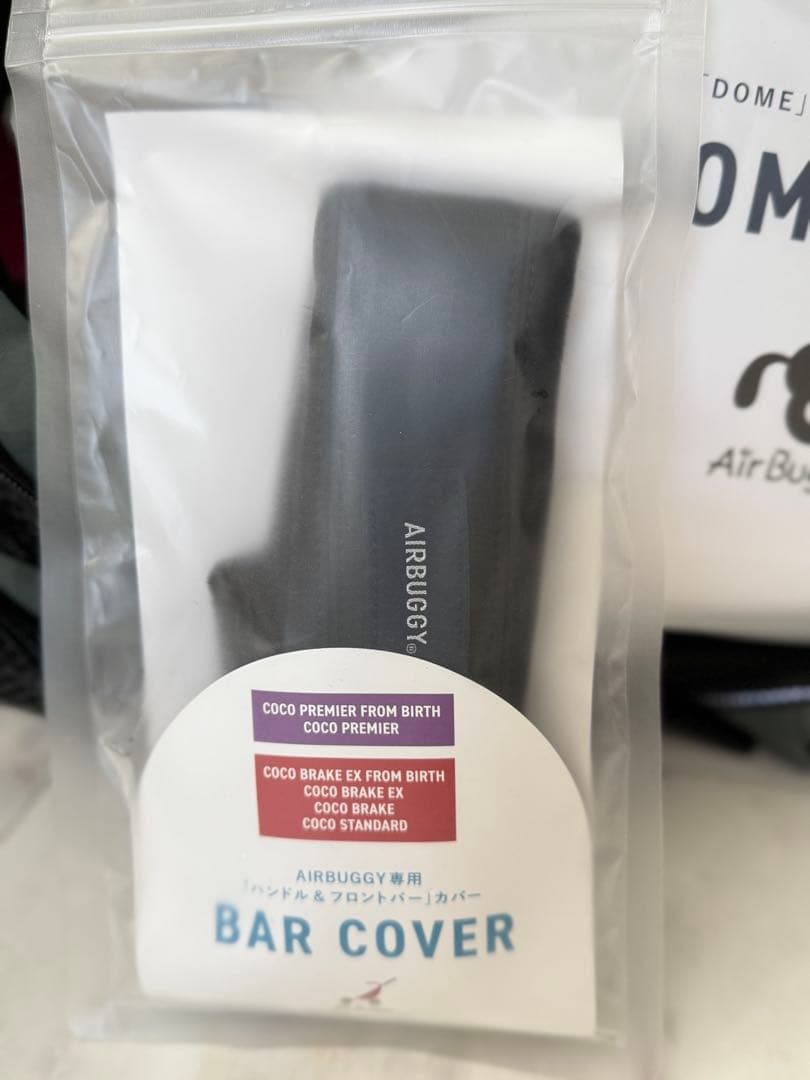 AIRBUGGY®
COCO PREMIER FROM BIRTH
COCO PREMIER
COCO BRAKE EX FROM BIRTH
COCO BRAKE EX
COCO BRAKE
COCO STANDARD
AIRBUGGY専用
「ハンドル＆フロントバー」カバー
BAR COVER
「DOME」
OM
AirBug